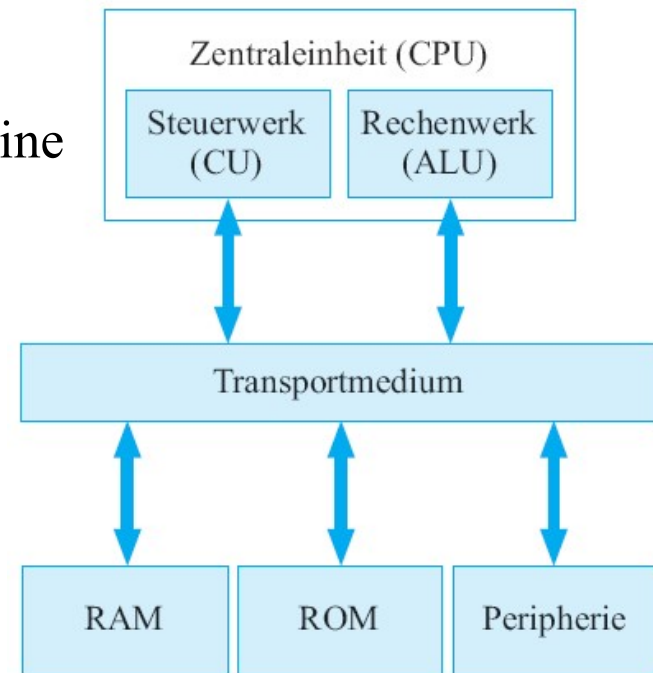 Zentraleinheit (CPU)
ine
Steuerwerk
(CU)
Rechenwerk
(ALU)
Transportmedium
RAM
ROM
Peripherie